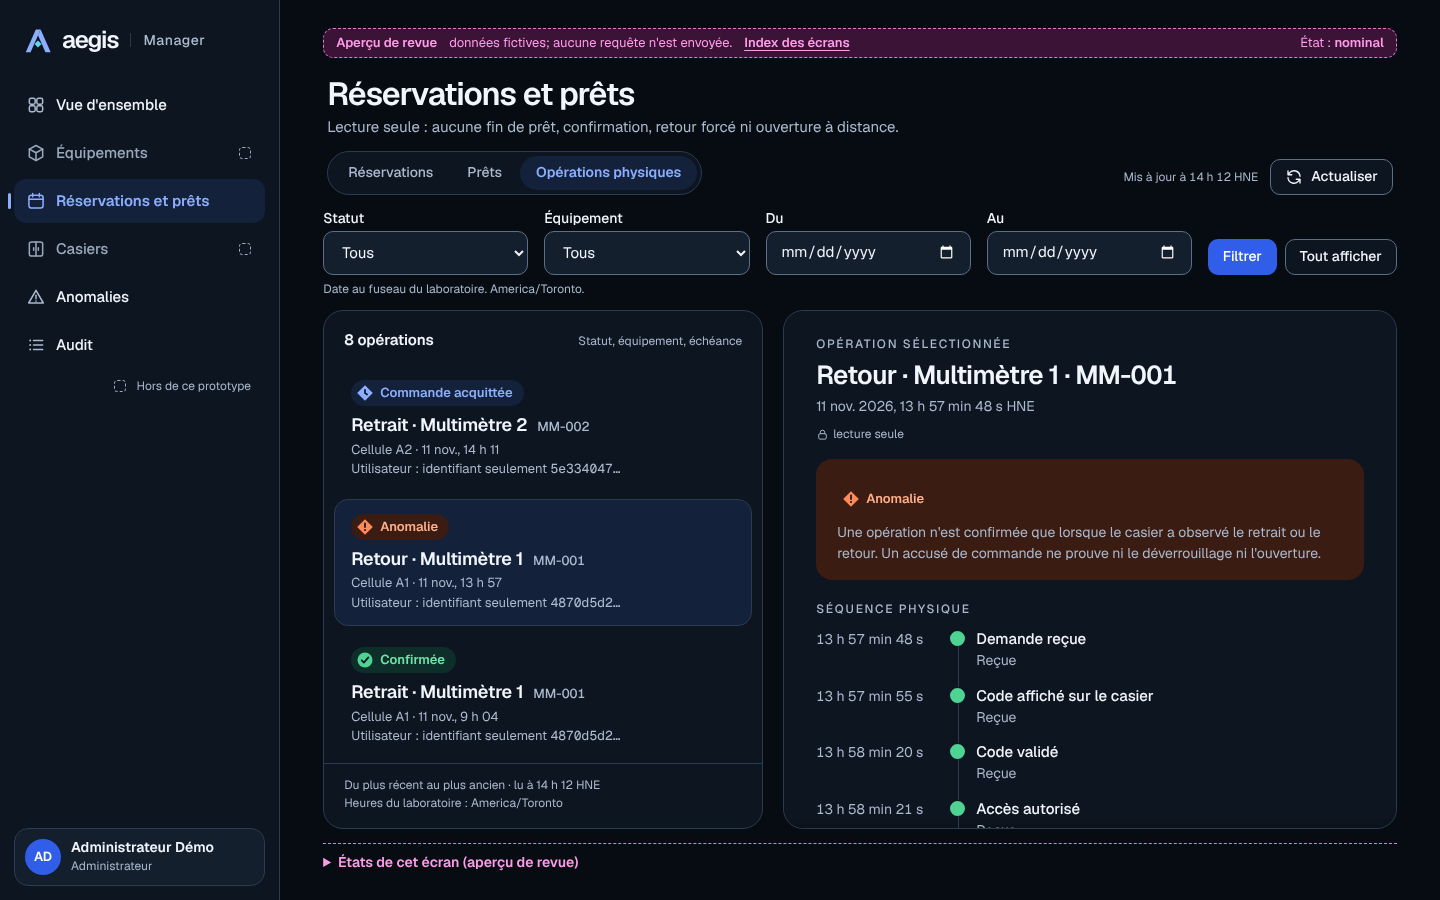 aegis Manager
Vue d'ensemble
Équipements
Réservations et prêts
Casiers
Anomalies
Audit
Hors de ce prototype
AD
Administrateur Démo
Administrateur
Aperçu de revue données fictives; aucune requête n'est envoyée. Index des écrans État : nominal
Réservations et prêts
Lecture seule : aucune fin de prêt, confirmation, retour forcé ni ouverture à distance.
Réservations Prêts Opérations physiques
Mis à jour à 14 h 12 HNE Actualiser
Statut Équipement Du Au
Tous Tous mm/dd/yyyy mm/dd/yyyy Filtrer Tout afficher
Date au fuseau du laboratoire. America/Toronto.
8 opérations Statut, équipement, échéance
Commande acquittée
Retrait · Multimètre 2 MM-002
Cellule A2 · 11 nov., 14 h 11
Utilisateur : identifiant seulement 5e334047…
Anomalie
Retour · Multimètre 1 MM-001
Cellule A1 · 11 nov., 13 h 57
Utilisateur : identifiant seulement 4870d5d2…
Confirmée
Retrait · Multimètre 1 MM-001
Cellule A1 · 11 nov., 9 h 04
Utilisateur : identifiant seulement 4870d5d2…
Du plus récent au plus ancien · lu à 14 h 12 HNE
Heures du laboratoire : America/Toronto
OPÉRATION SÉLECTIONNÉE
Retour · Multimètre 1 · MM-001
11 nov. 2026, 13 h 57 min 48 s HNE
lecture seule
Anomalie
Une opération n'est confirmée que lorsque le casier a observé le retrait ou le
retour. Un accusé de commande ne prouve ni le déverrouillage ni l'ouverture.
SÉQUENCE PHYSIQUE
13 h 57 min 48 s Demande reçue
Reçue
13 h 57 min 55 s Code affiché sur le casier
Reçue
13 h 58 min 20 s Code validé
Reçue
13 h 58 min 21 s Accès autorisé
États de cet écran (aperçu de revue)